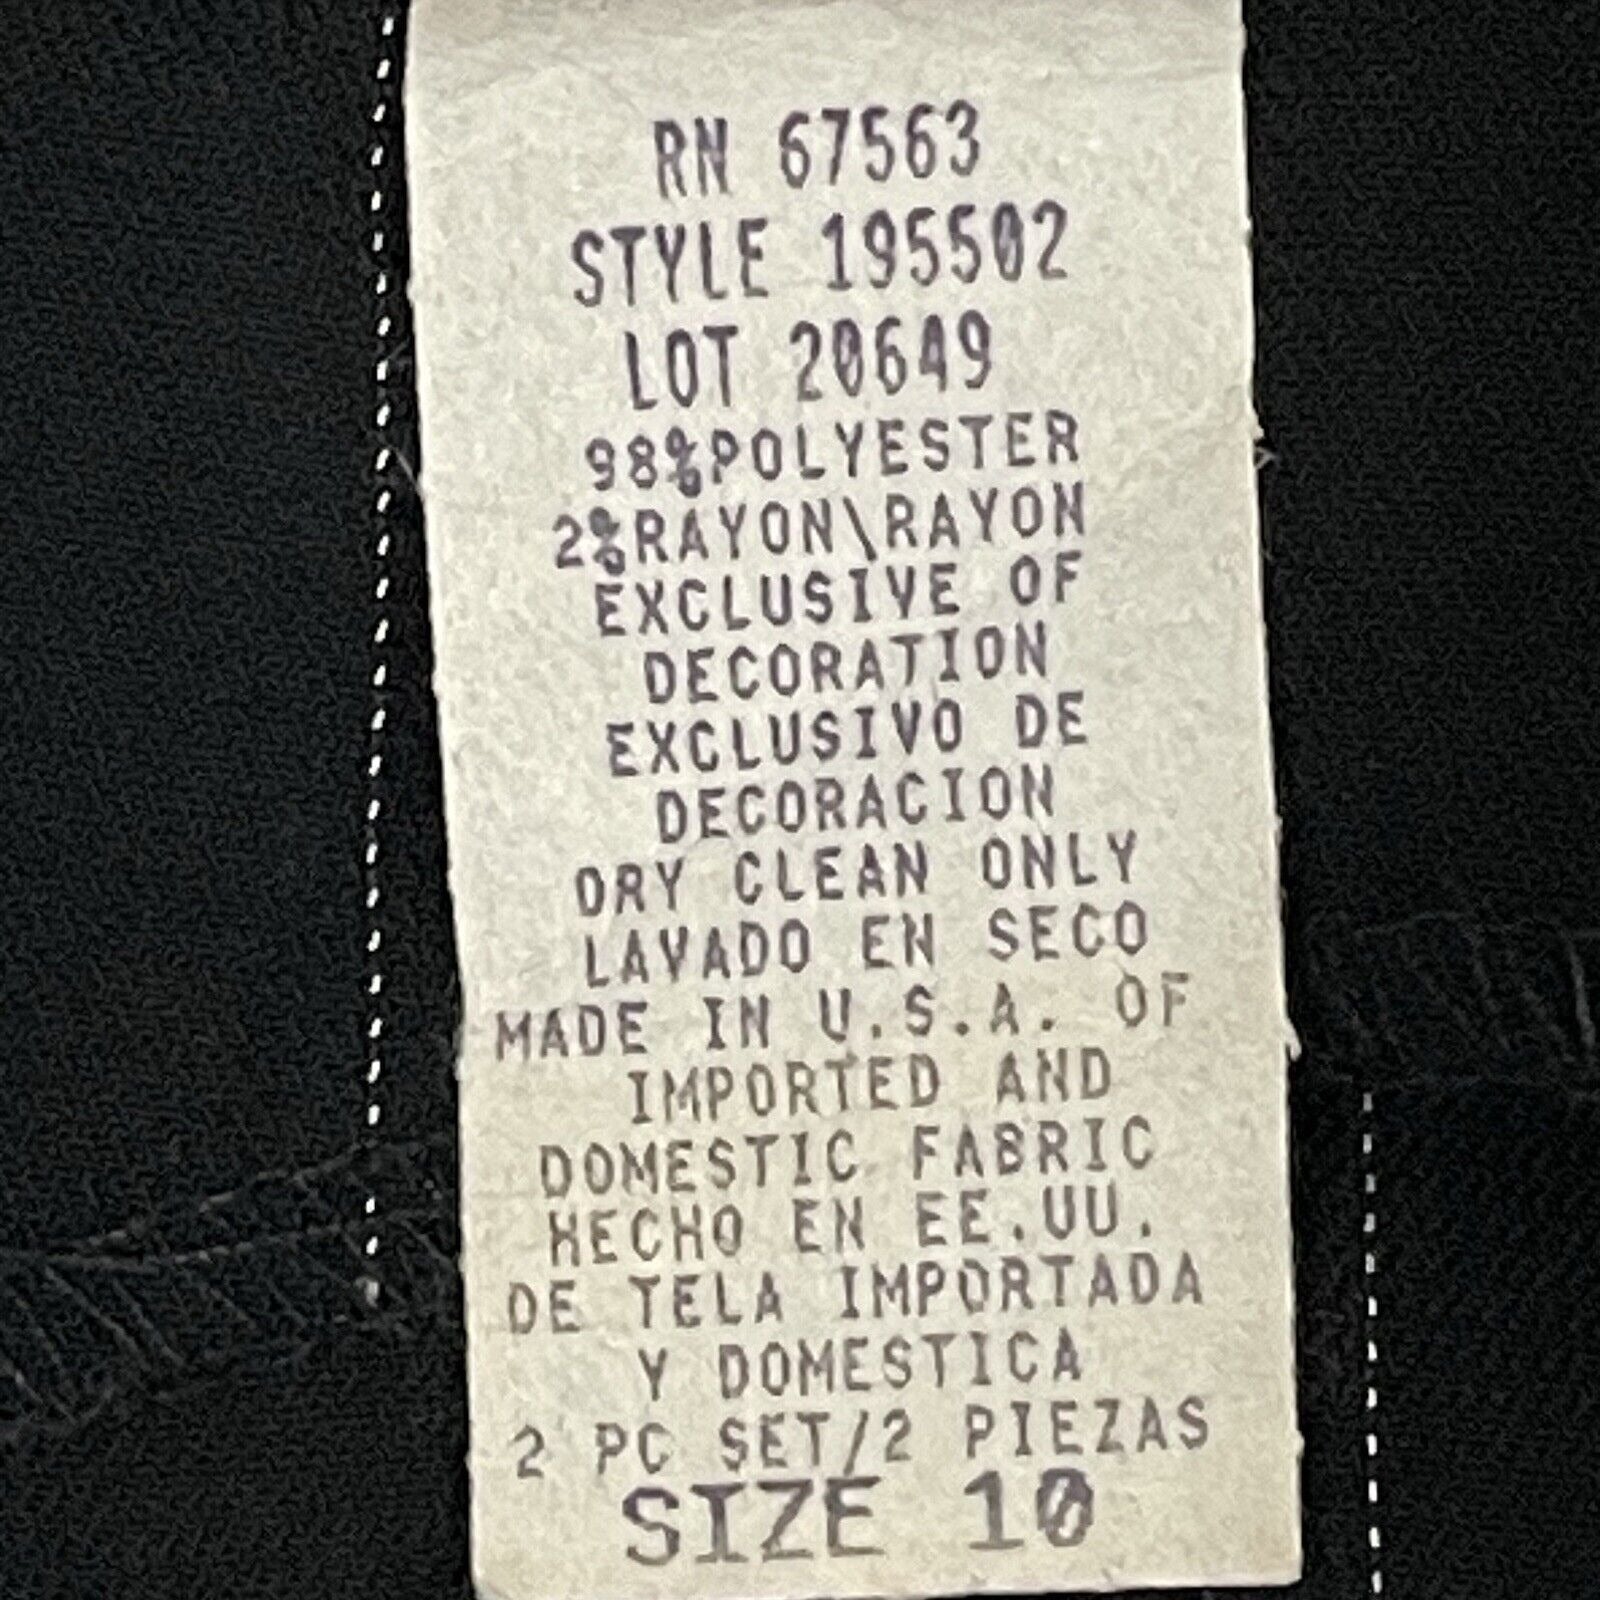 RN 67563
STYLE 195502
LOT 20649
98%POLYESTER
2%RAYON\RAYON
EXCLUSIVE OF
DECORATION
EXCLUSIVO DE
DECORACION
DRY CLEAN ONLY
LAVADO EN SECO
MADE IN U.S.A. OF
IMPORTED AND
DOMESTIC FABRIC
HECHO EN EE.UU.
DE TELA IMPORTADA
Y DOMESTICA
2 PC SET/2 PIEZAS
SIZE 10